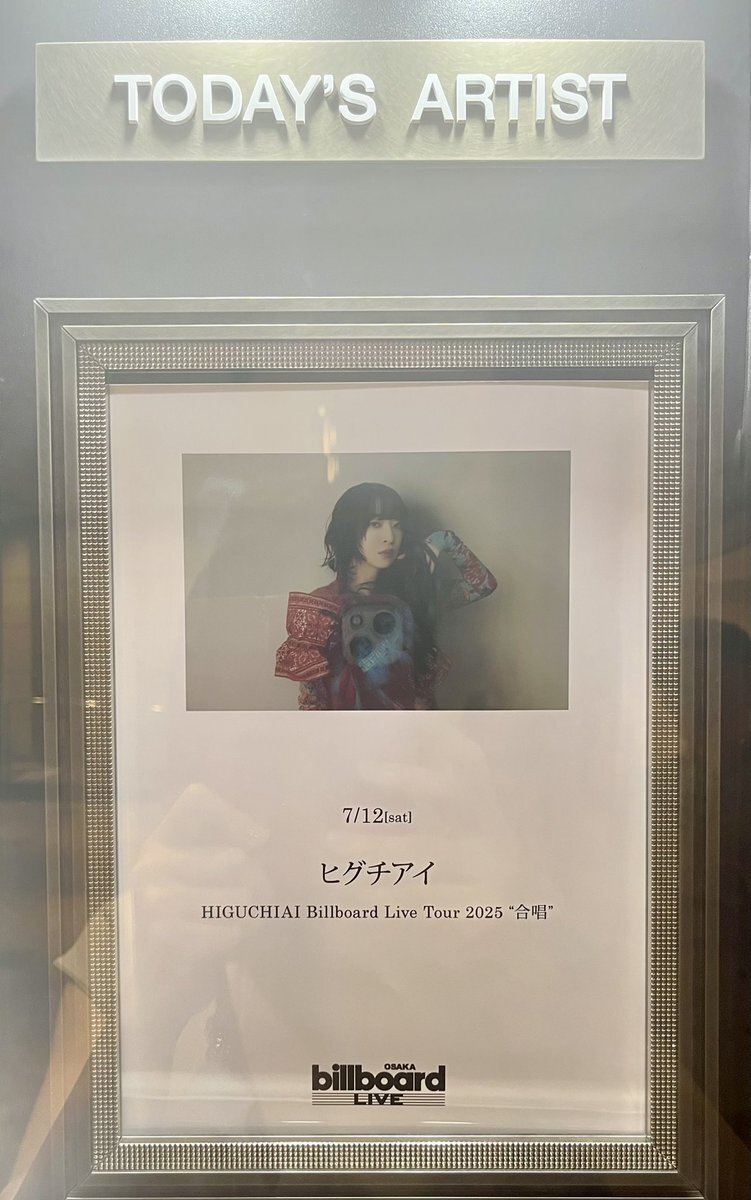 TODAY'S ARTIST
7/12[sat]
ヒグチアイ
HIGUCHIAI Billboard Live Tour 2025 “合唱”
OSAKA
billboard
LIVE